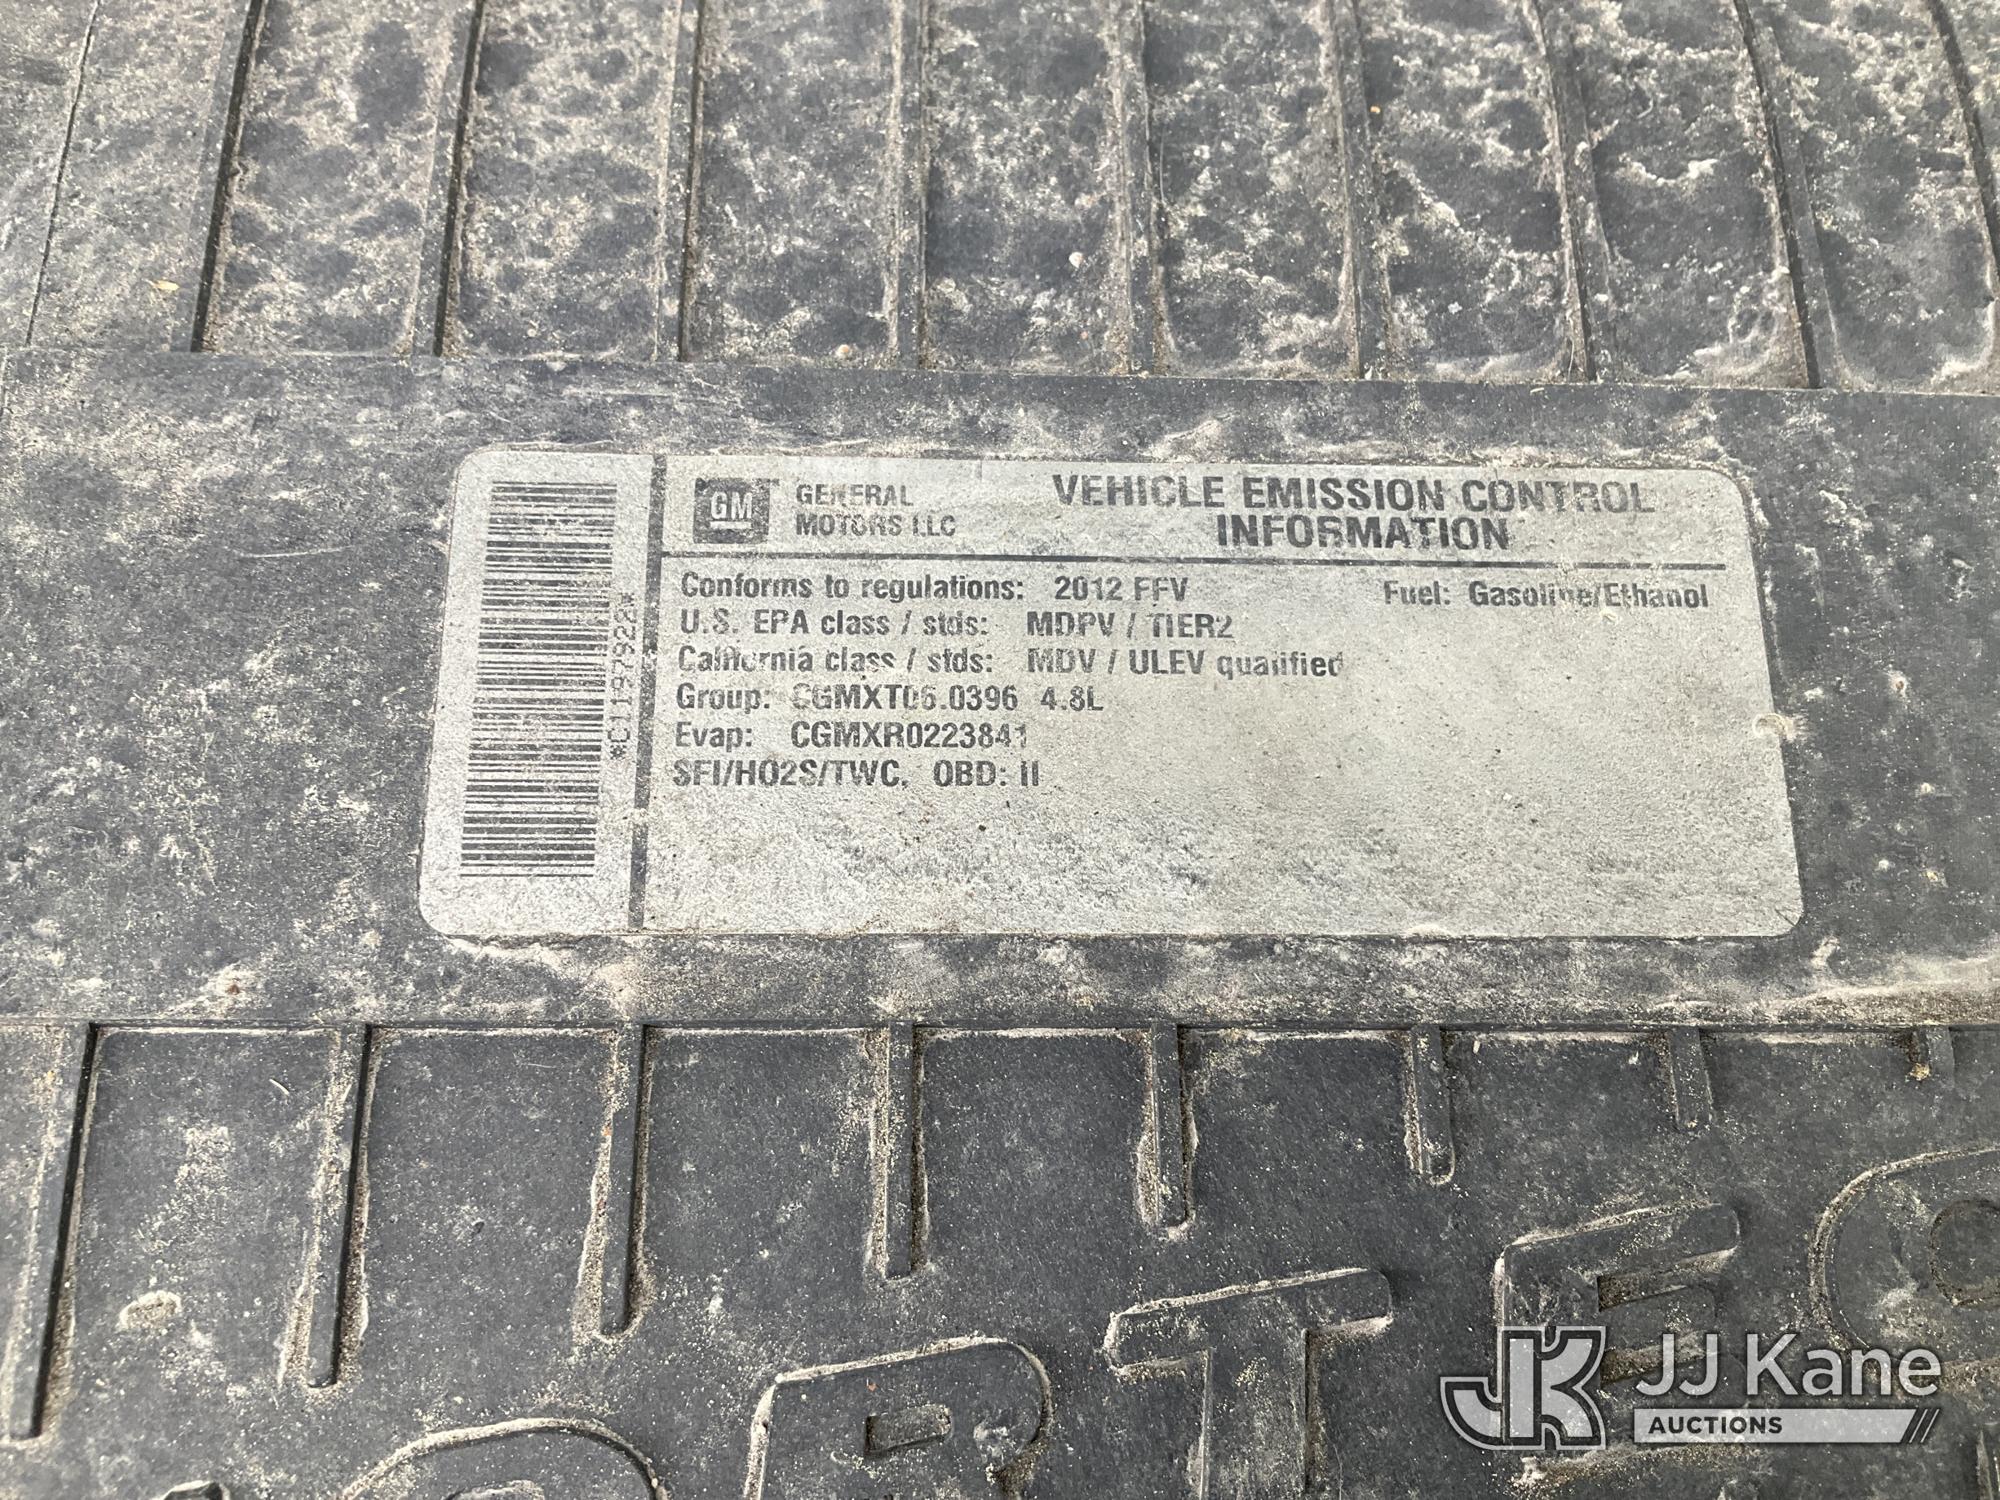 GM GENERAL MOTORS LLC
VEHICLE EMISSION CONTROL INFORMATION
Conforms to regulations: 2012 FFV Fuel: Gasoline/Ethanol
U.S. EPA class / stds: MDPV / TIER2
California class / stds: MDV / ULEV qualified
Group: CGMXT06.0396 4.8L
Evap: CGMXR0223841
SFI/HO2S/TWC, OBD: II
*C1197922*
JJ Kane
AUCTIONS